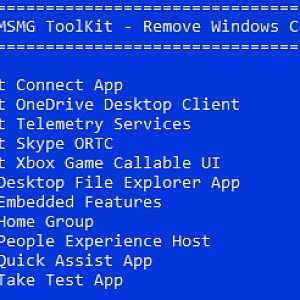 ===============================
MSMG ToolKit - Remove Windows C
===============================
t Connect App
t OneDrive Desktop Client
t Telemetry Services
t Skype ORTC
t Xbox Game Callable UI
Desktop File Explorer App
Embedded Features
Home Group
People Experience Host
Quick Assist App
Take Test App